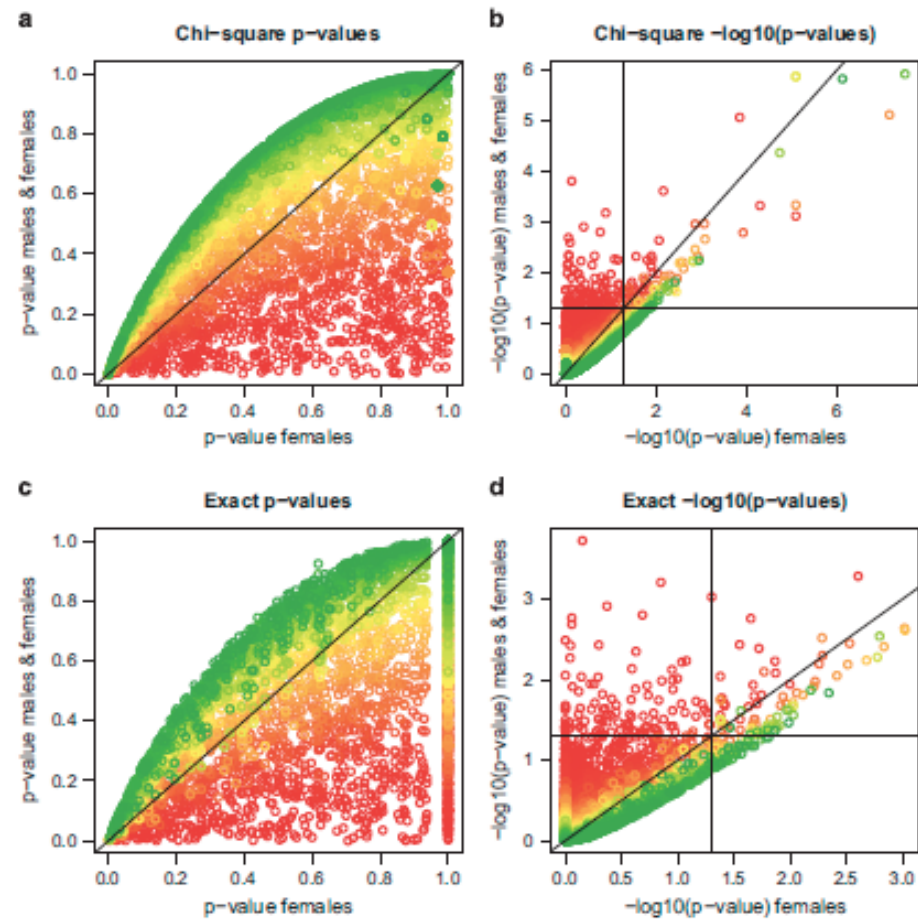 a
Chi-square p-values
p-value males & females
1.0
0.8
0.6
0.4
0.2
0.0
0.0 0.2 0.4 0.6 0.8 1.0
p-value females
b
Chi-square -log10(p-values)
-log10(p-value) males & females
6
5
4
3
2
1
0
0 2 4 6
-log10(p-value) females
c
Exact p-values
p-value males & females
1.0
0.8
0.6
0.4
0.2
0.0
0.0 0.2 0.4 0.6 0.8 1.0
p-value females
d
Exact -log10(p-values)
-log10(p-value) males & females
3
2
1
0
0.0 0.5 1.0 1.5 2.0 2.5 3.0
-log10(p-value) females